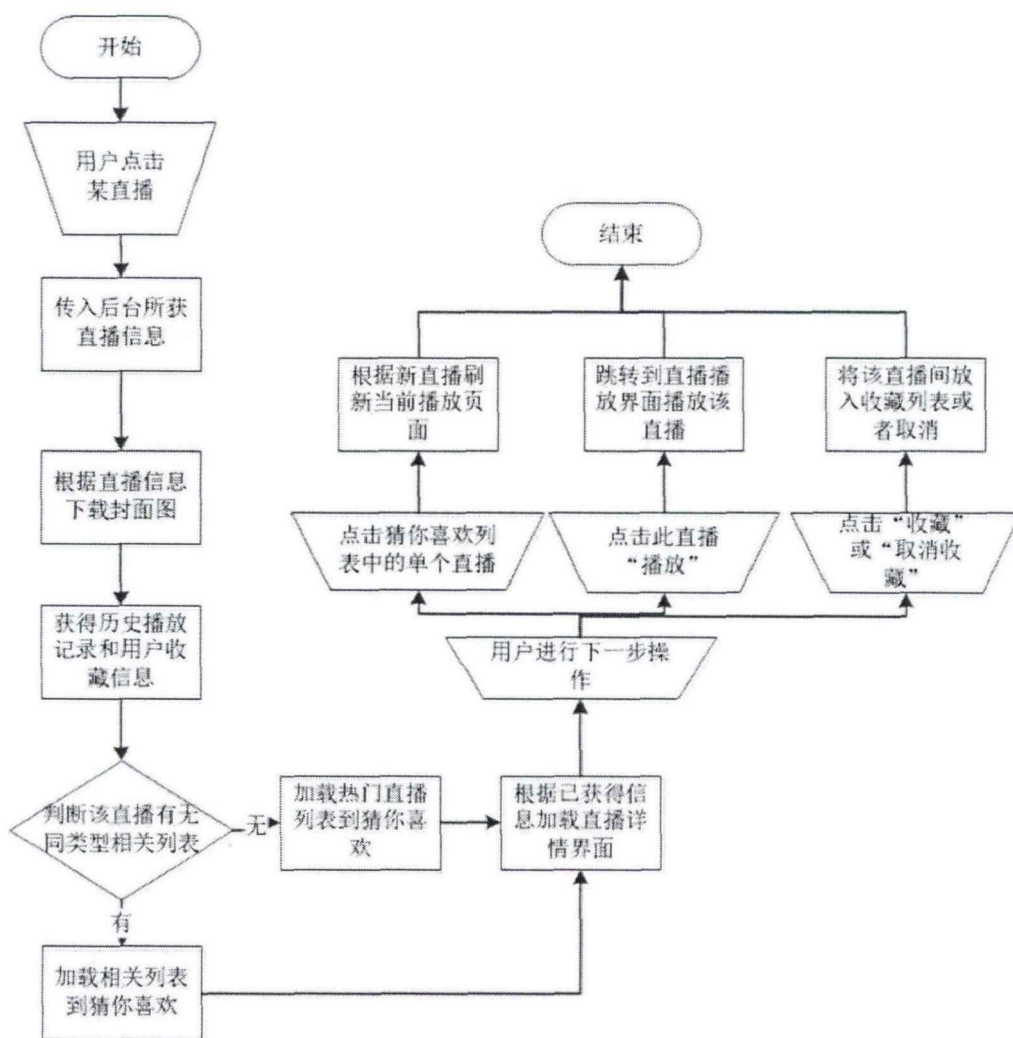 开始
用户点击
某直播
传入后台所获
直播信息
根据直播信息
下载封面图
获得历史播放
记录和用户收
藏信息
判断该直播有无
同类型相关列表
无
有
加载相关列表
到猜你喜欢
加载热门直播
列表到猜你喜
欢
根据已获得信
息加载直播详
情界面
用户进行下一步操
作
点击猜你喜欢列
表中的单个直播
点击此直播
“播放”
点击“收藏”
或“取消收
藏”
根据新直播刷
新当前播放页
面
跳转到直播播
放界面播放该
直播
将该直播间放
入收藏列表或
者取消
结束